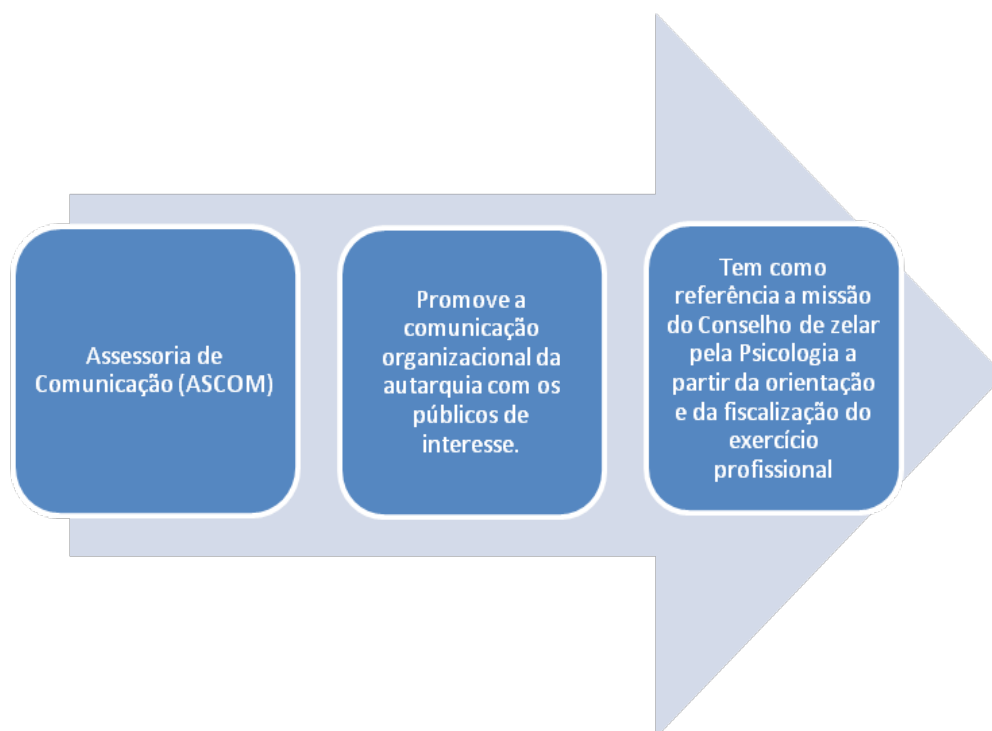 Assessoria de
Comunicação (ASCOM)
Promove a
comunicação
organizacional da
autarquia com os
públicos de
interesse.
Tem como
referência a missão
do Conselho de zelar
pela Psicologia a
partir da orientação
e da fiscalização do
exercício
profissional